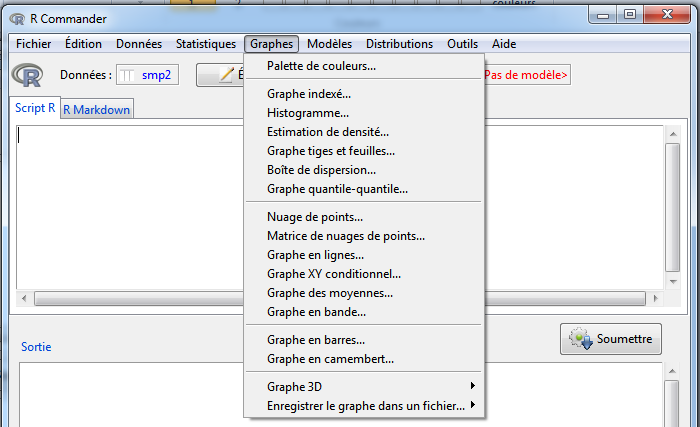 couleurs
R Commander
Fichier Édition Données Statistiques Graphes Modèles Distributions Outils Aide
Données : smp2 Pas de modèle>
Script R R Markdown
Palette de couleurs...
Graphe indexé...
Histogramme...
Estimation de densité...
Graphe tiges et feuilles...
Boîte de dispersion...
Graphe quantile-quantile...
Nuage de points...
Matrice de nuages de points...
Graphe en lignes...
Graphe XY conditionnel...
Graphe des moyennes...
Graphe en bande...
Graphe en barres...
Graphe en camembert...
Graphe 3D
Enregistrer le graphe dans un fichier...
Soumettre
Sortie